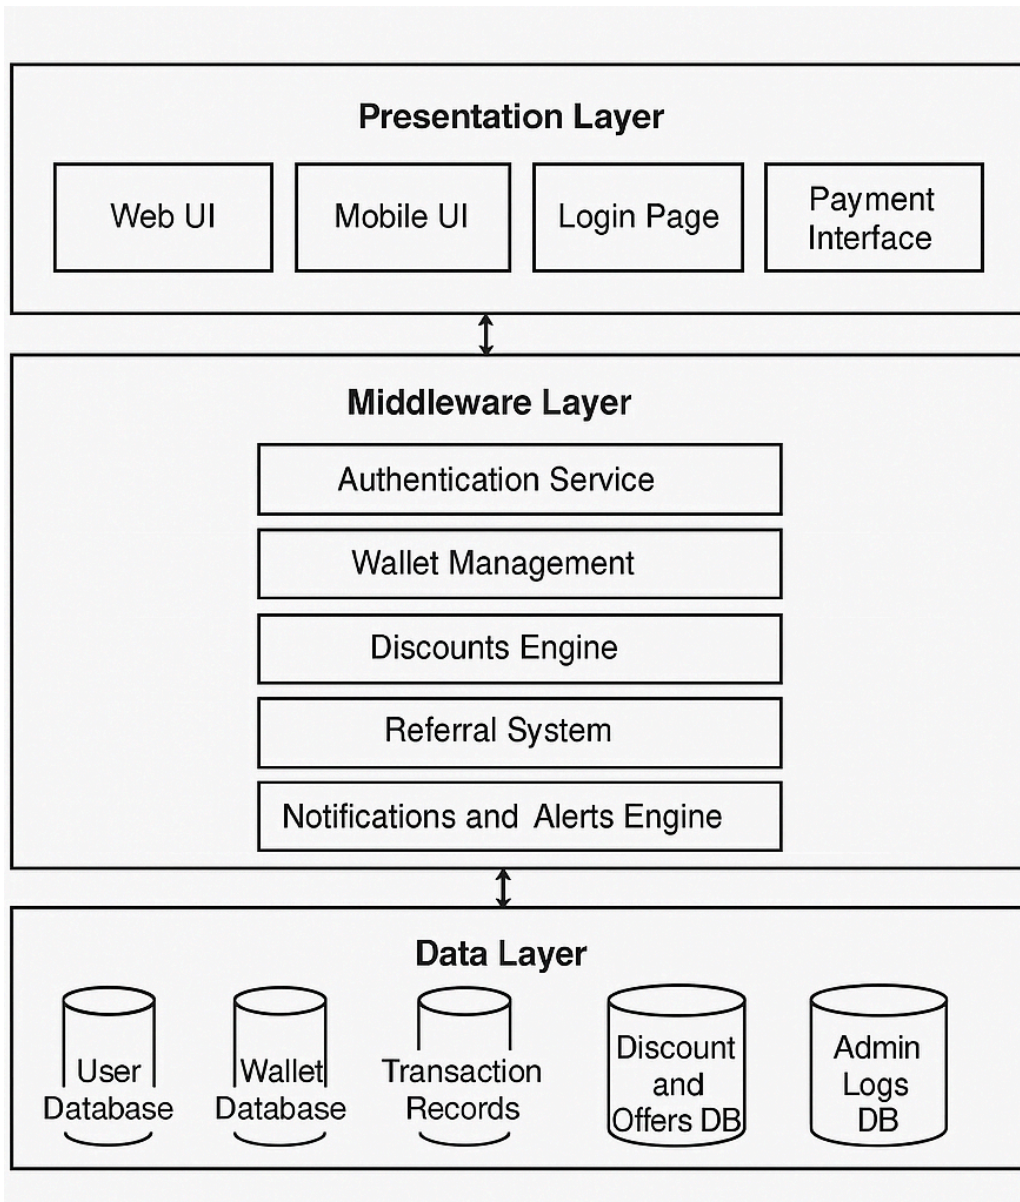 Presentation Layer
Web UI
Mobile UI
Login Page
Payment
Interface
Middleware Layer
Authentication Service
Wallet Management
Discounts Engine
Referral System
Notifications and Alerts Engine
Data Layer
User
Database
Wallet
Database
Transaction
Records
Discount
and
Offers DB
Admin
Logs
DB